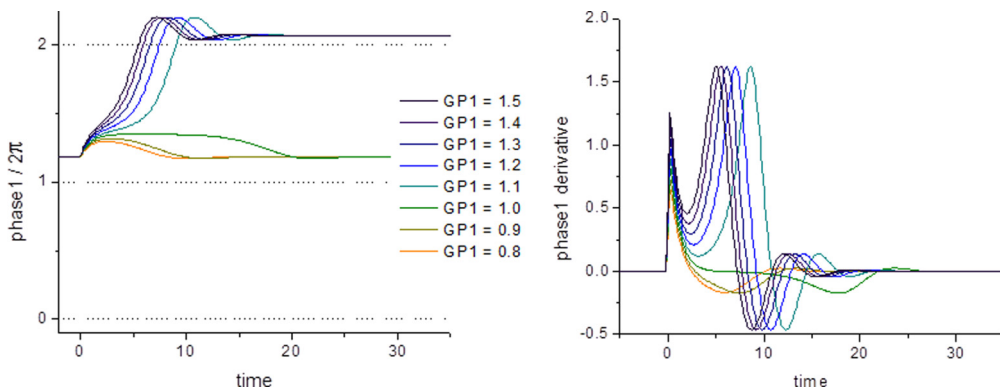 2
1
0
phase1 / 2π
0
10
20
30
time
GP1 = 1.5
GP1 = 1.4
GP1 = 1.3
GP1 = 1.2
GP1 = 1.1
GP1 = 1.0
GP1 = 0.9
GP1 = 0.8
2.0
1.5
1.0
0.5
0.0
-0.5
phase1 derivative
0
10
20
30
time